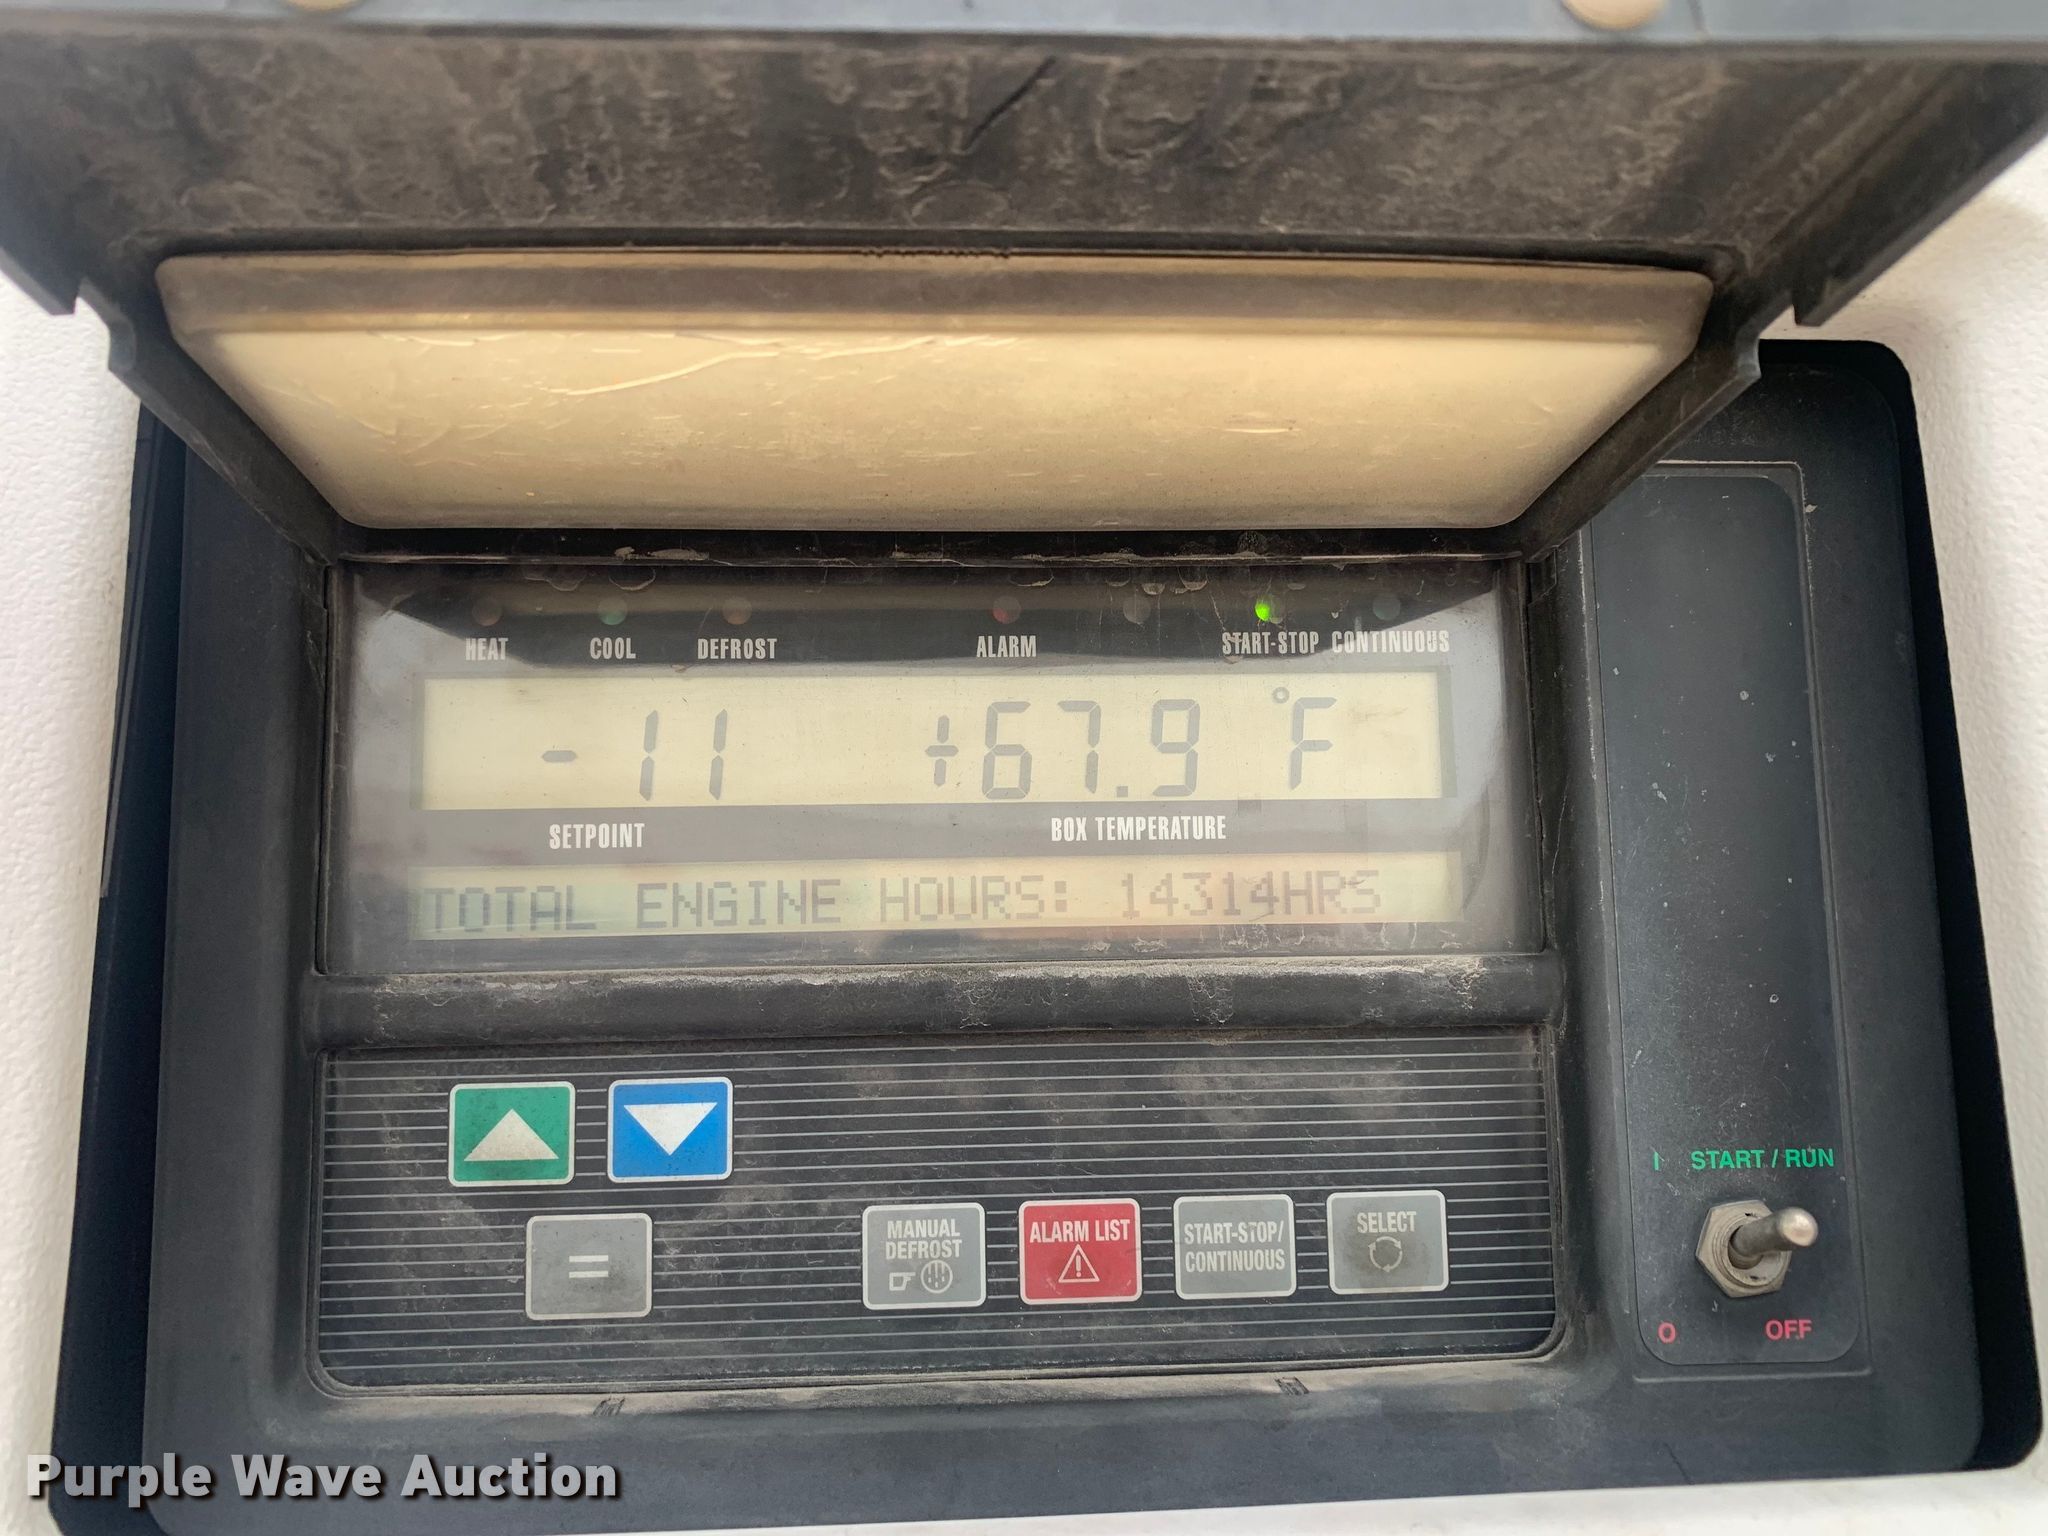 HEAT COOL DEFROST ALARM START-STOP CONTINUOUS
-11 +67.9 °F
SETPOINT BOX TEMPERATURE
TOTAL ENGINE HOURS: 14314HRS
I START / RUN
MANUAL DEFROST
ALARM LIST
START-STOP/
CONTINUOUS
SELECT
=
O OFF
Purple Wave Auction